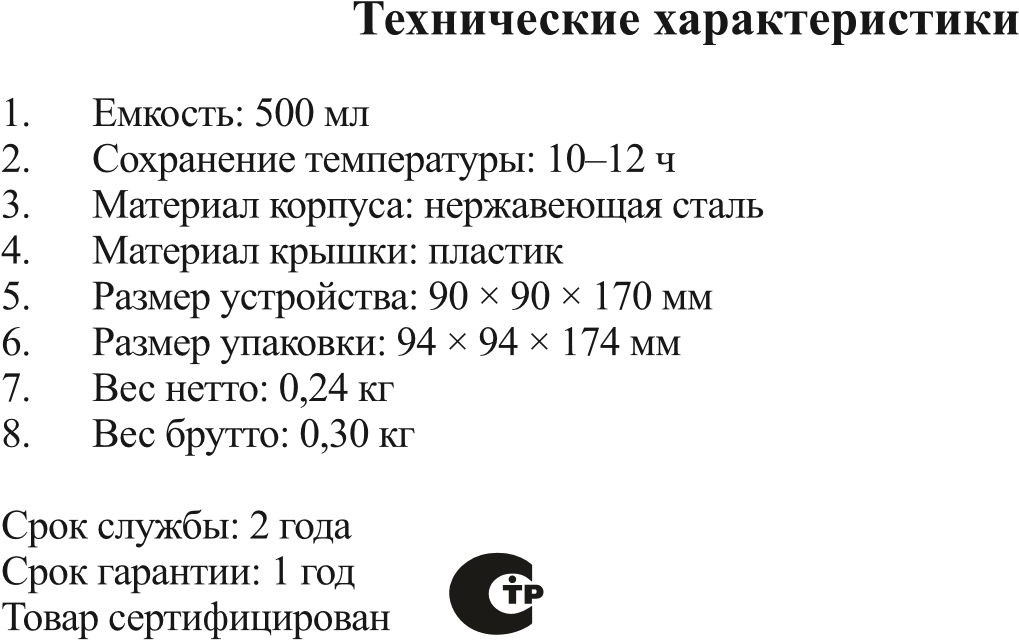 Технические характеристики
1. Емкость: 500 мл
2. Сохранение температуры: 10–12 ч
3. Материал корпуса: нержавеющая сталь
4. Материал крышки: пластик
5. Размер устройства: 90 × 90 × 170 мм
6. Размер упаковки: 94 × 94 × 174 мм
7. Вес нетто: 0,24 кг
8. Вес брутто: 0,30 кг
Срок службы: 2 года
Срок гарантии: 1 год
Товар сертифицирован
СТР